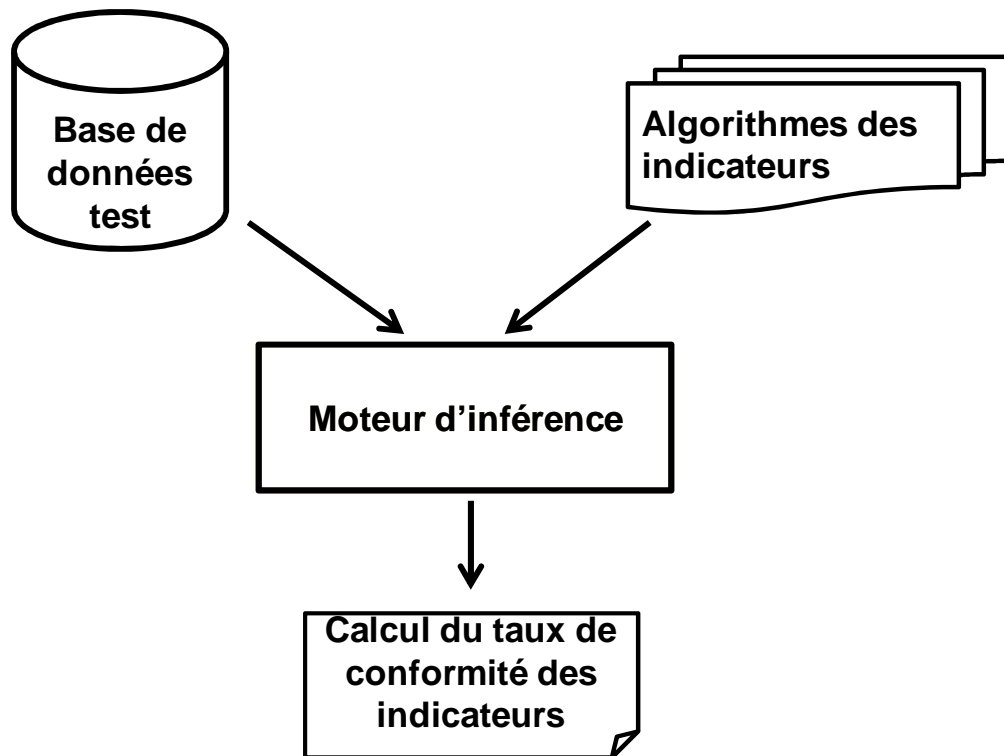 Base de
données
test
Algorithmes des
indicateurs
Moteur d’inférence
Calcul du taux de
conformité des
indicateurs